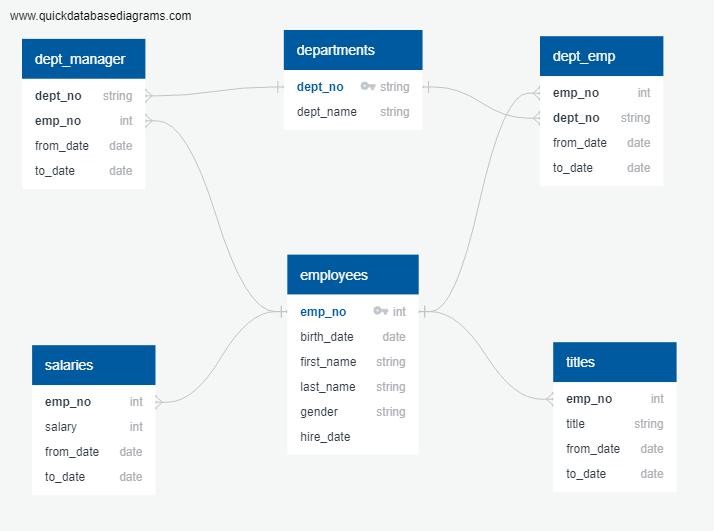 www.quickdatabasediagrams.com
dept_manager
dept_no string
emp_no int
from_date date
to_date date
departments
dept_no string
dept_name string
dept_emp
emp_no int
dept_no string
from_date date
to_date date
employees
emp_no int
birth_date date
first_name string
last_name string
gender string
hire_date
salaries
emp_no int
salary int
from_date date
to_date date
titles
emp_no int
title string
from_date date
to_date date